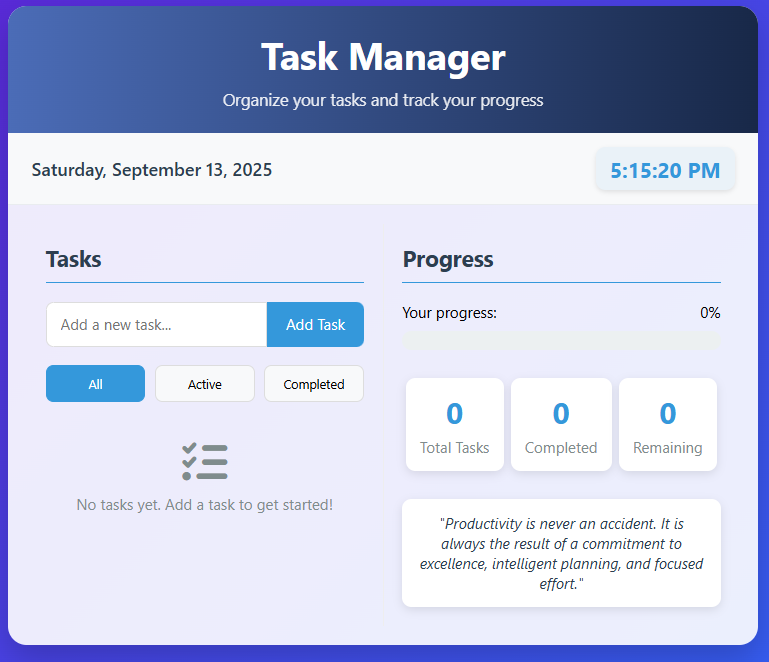 Task Manager
Organize your tasks and track your progress
Saturday, September 13, 2025
5:15:20 PM
Tasks
Add a new task...
Add Task
All
Active
Completed
No tasks yet. Add a task to get started!
Progress
Your progress:
0%
0
Total Tasks
0
Completed
0
Remaining
"Productivity is never an accident. It is
always the result of a commitment to
excellence, intelligent planning, and focused
effort."